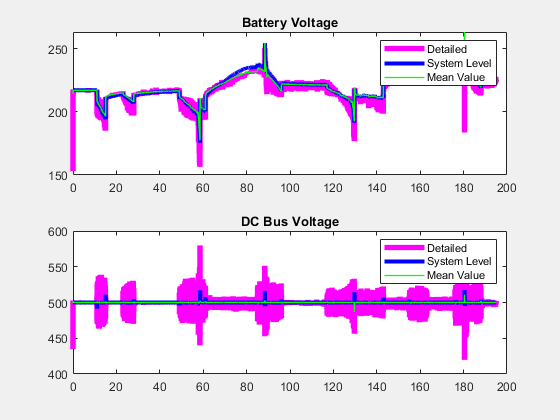 Battery Voltage
250
200
150
Detailed
System Level
Mean Value
0 20 40 60 80 100 120 140 160 180 200
DC Bus Voltage
600
550
500
450
400
Detailed
System Level
Mean Value
0 20 40 60 80 100 120 140 160 180 200